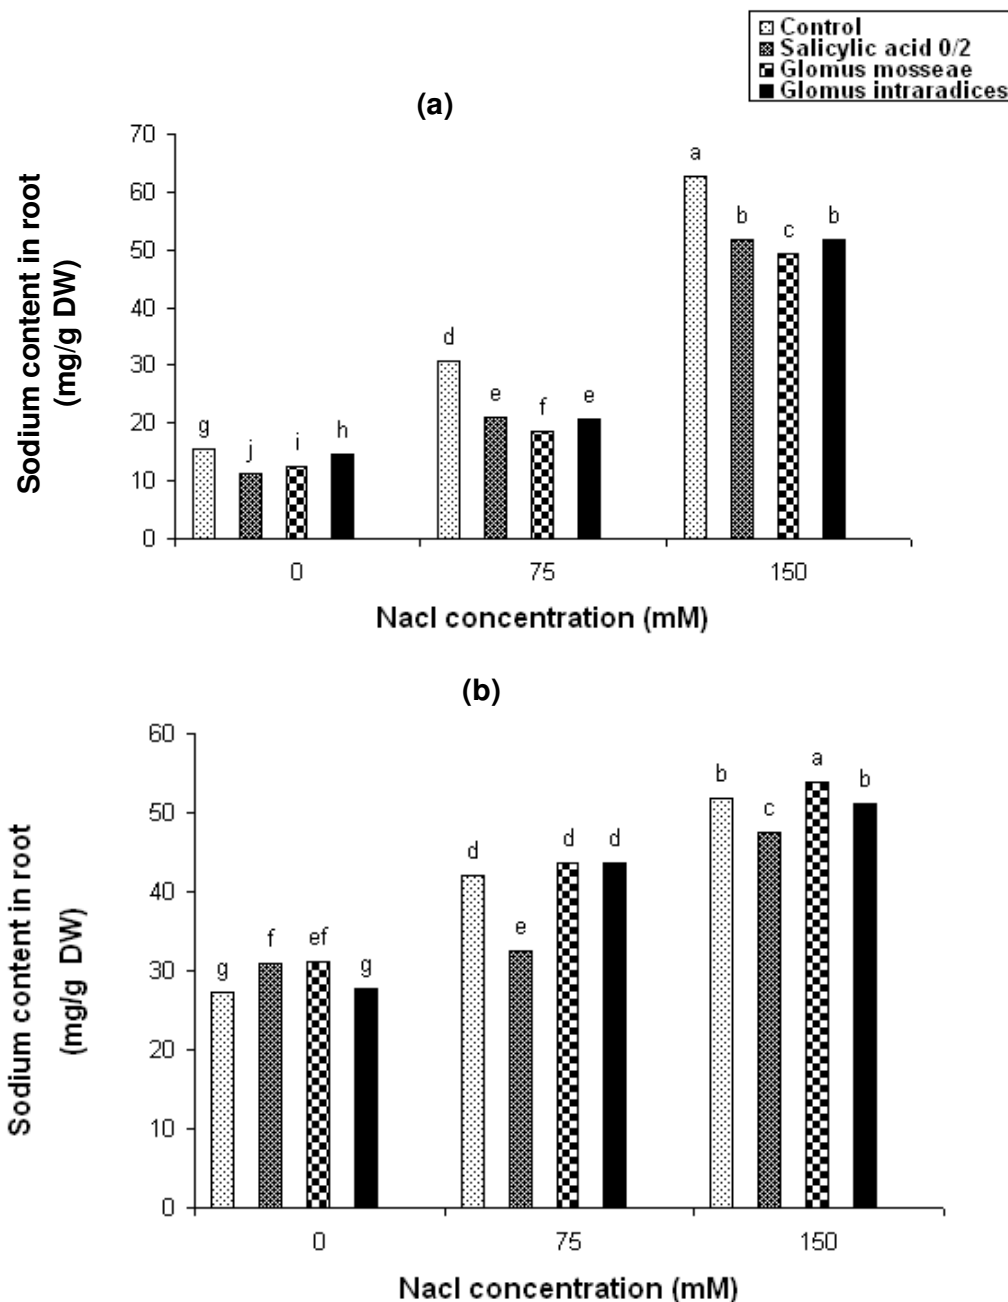 Control
Salicylic acid 0/2
Glomus mosseae
Glomus intraradices
(a)
Sodium content in root
(mg/g DW)
70
60
50
40
30
20
10
0
g
j
i
h
d
e
f
e
a
b
c
b
0
75
150
Nacl concentration (mM)
(b)
Sodium content in root
(mg/g DW)
60
50
40
30
20
10
0
g
f
ef
g
d
e
d
d
b
c
a
b
0
75
150
Nacl concentration (mM)